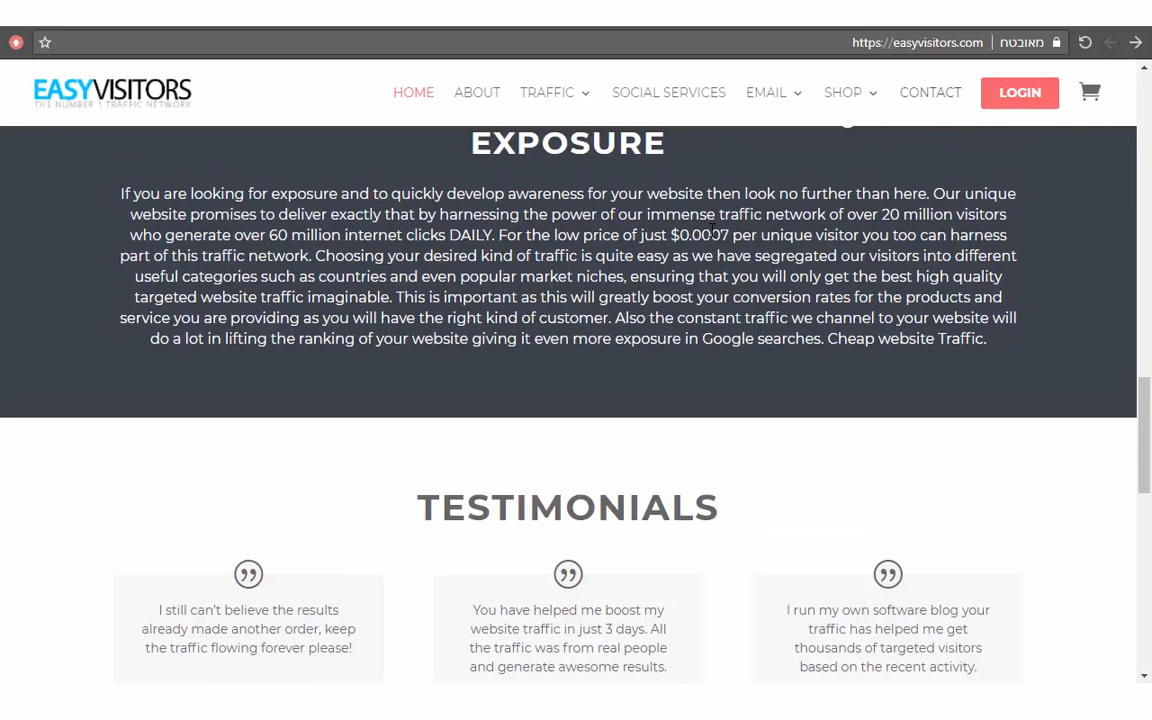 https://easyvisitors.com
מאובטח
EASYVISITORS
THE NUMBER 1 TRAFFIC NETWORK
HOME
ABOUT
TRAFFIC
SOCIAL SERVICES
EMAIL
SHOP
CONTACT
LOGIN
EXPOSURE
If you are looking for exposure and to quickly develop awareness for your website then look no further than here. Our unique
website promises to deliver exactly that by harnessing the power of our immense traffic network of over 20 million visitors
who generate over 60 million internet clicks DAILY. For the low price of just $0.0007 per unique visitor you too can harness
part of this traffic network. Choosing your desired kind of traffic is quite easy as we have segregated our visitors into different
useful categories such as countries and even popular market niches, ensuring that you will only get the best high quality
targeted website traffic imaginable. This is important as this will greatly boost your conversion rates for the products and
service you are providing as you will have the right kind of customer. Also the constant traffic we channel to your website will
do a lot in lifting the ranking of your website giving it even more exposure in Google searches. Cheap website Traffic.
TESTIMONIALS
I still can't believe the results
already made another order, keep
the traffic flowing forever please!
You have helped me boost my
website traffic in just 3 days. All
the traffic was from real people
and generate awesome results.
I run my own software blog your
traffic has helped me get
thousands of targeted visitors
based on the recent activity.